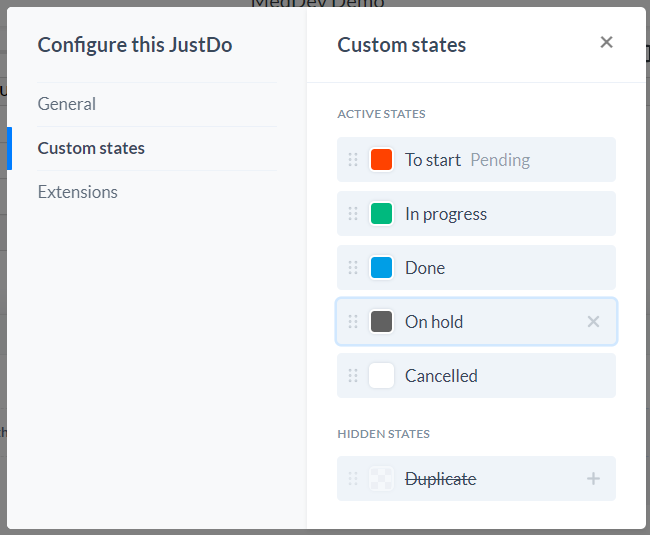 MedDev Demo
Configure this JustDo
General
Custom states
Extensions
Custom states
ACTIVE STATES
To start Pending
In progress
Done
On hold
Cancelled
HIDDEN STATES
Duplicate